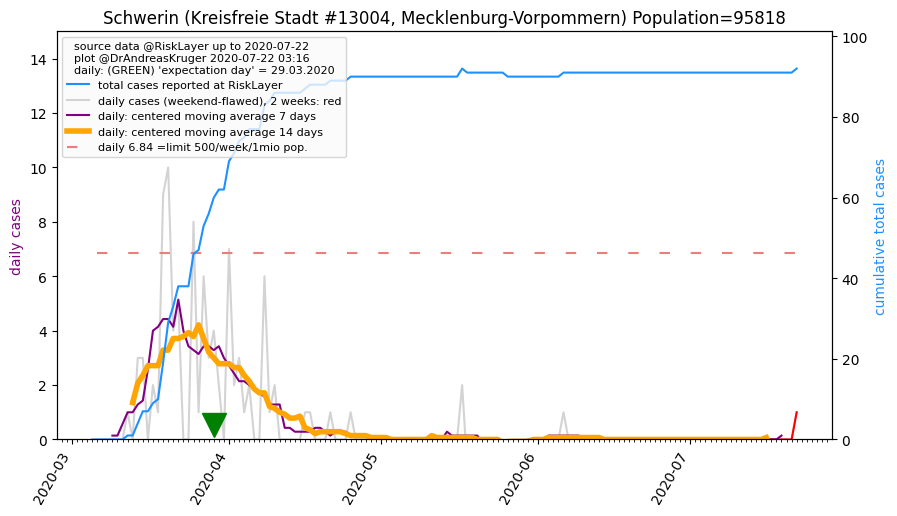 Schwerin (Kreisfreie Stadt #13004, Mecklenburg-Vorpommern) Population=95818
source data @RiskLayer up to 2020-07-22
plot @DrAndreasKruger 2020-07-22 03:16
daily: (GREEN) 'expectation day' = 29.03.2020
total cases reported at RiskLayer
daily cases (weekend-flawed), 2 weeks: red
daily: centered moving average 7 days
daily: centered moving average 14 days
daily 6.84 =limit 500/week/1mio pop.
daily cases
14
12
10
8
6
4
2
0
100
80
60
40
20
0
cumulative total cases
2020-03
2020-04
2020-05
2020-06
2020-07